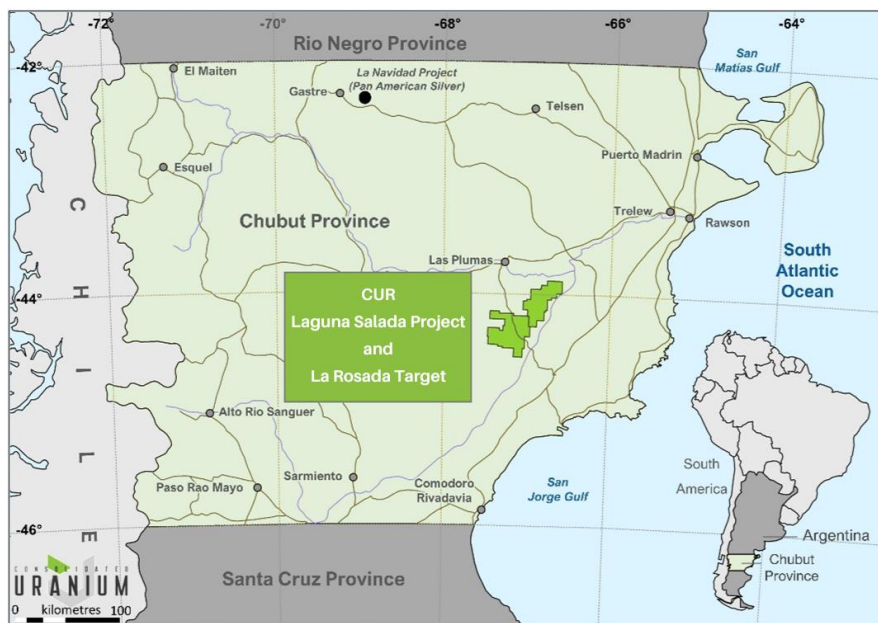 -72°
-70°
-68°
-66°
-64°
Rio Negro Province
San
Matias Gulf
-42°
El Maiten
La Navidad Project
(Pan American Silver)
Gastre
Telsen
Esquel
Puerto Madrin
Chubut Province
Trelew
Rawson
C H I L E
Las Plumas
South
Atlantic
Ocean
-44°
CUR
Laguna Salada Project
and
La Rosada Target
Alto Rio Sanguer
South
America
Sarmiento
Comodoro
Rivadavia
San
Jorge Gulf
Paso Rao Mayo
-46°
Argentina
Chubut
Province
CONSOLIDATED
URANIUM
Santa Cruz Province
0 kilometres 100